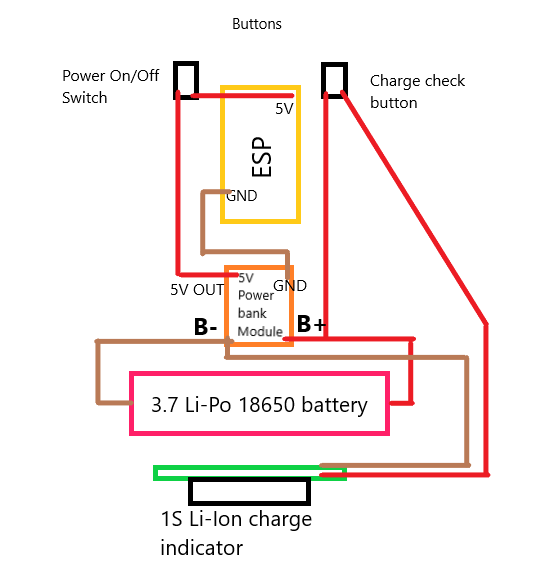 Buttons
Power On/Off
Switch
Charge check
button
5V
ESP
GND
5V OUT
5V
GND
Power
bank
Module
B-
B+
3.7 Li-Po 18650 battery
1S Li-Ion charge
indicator